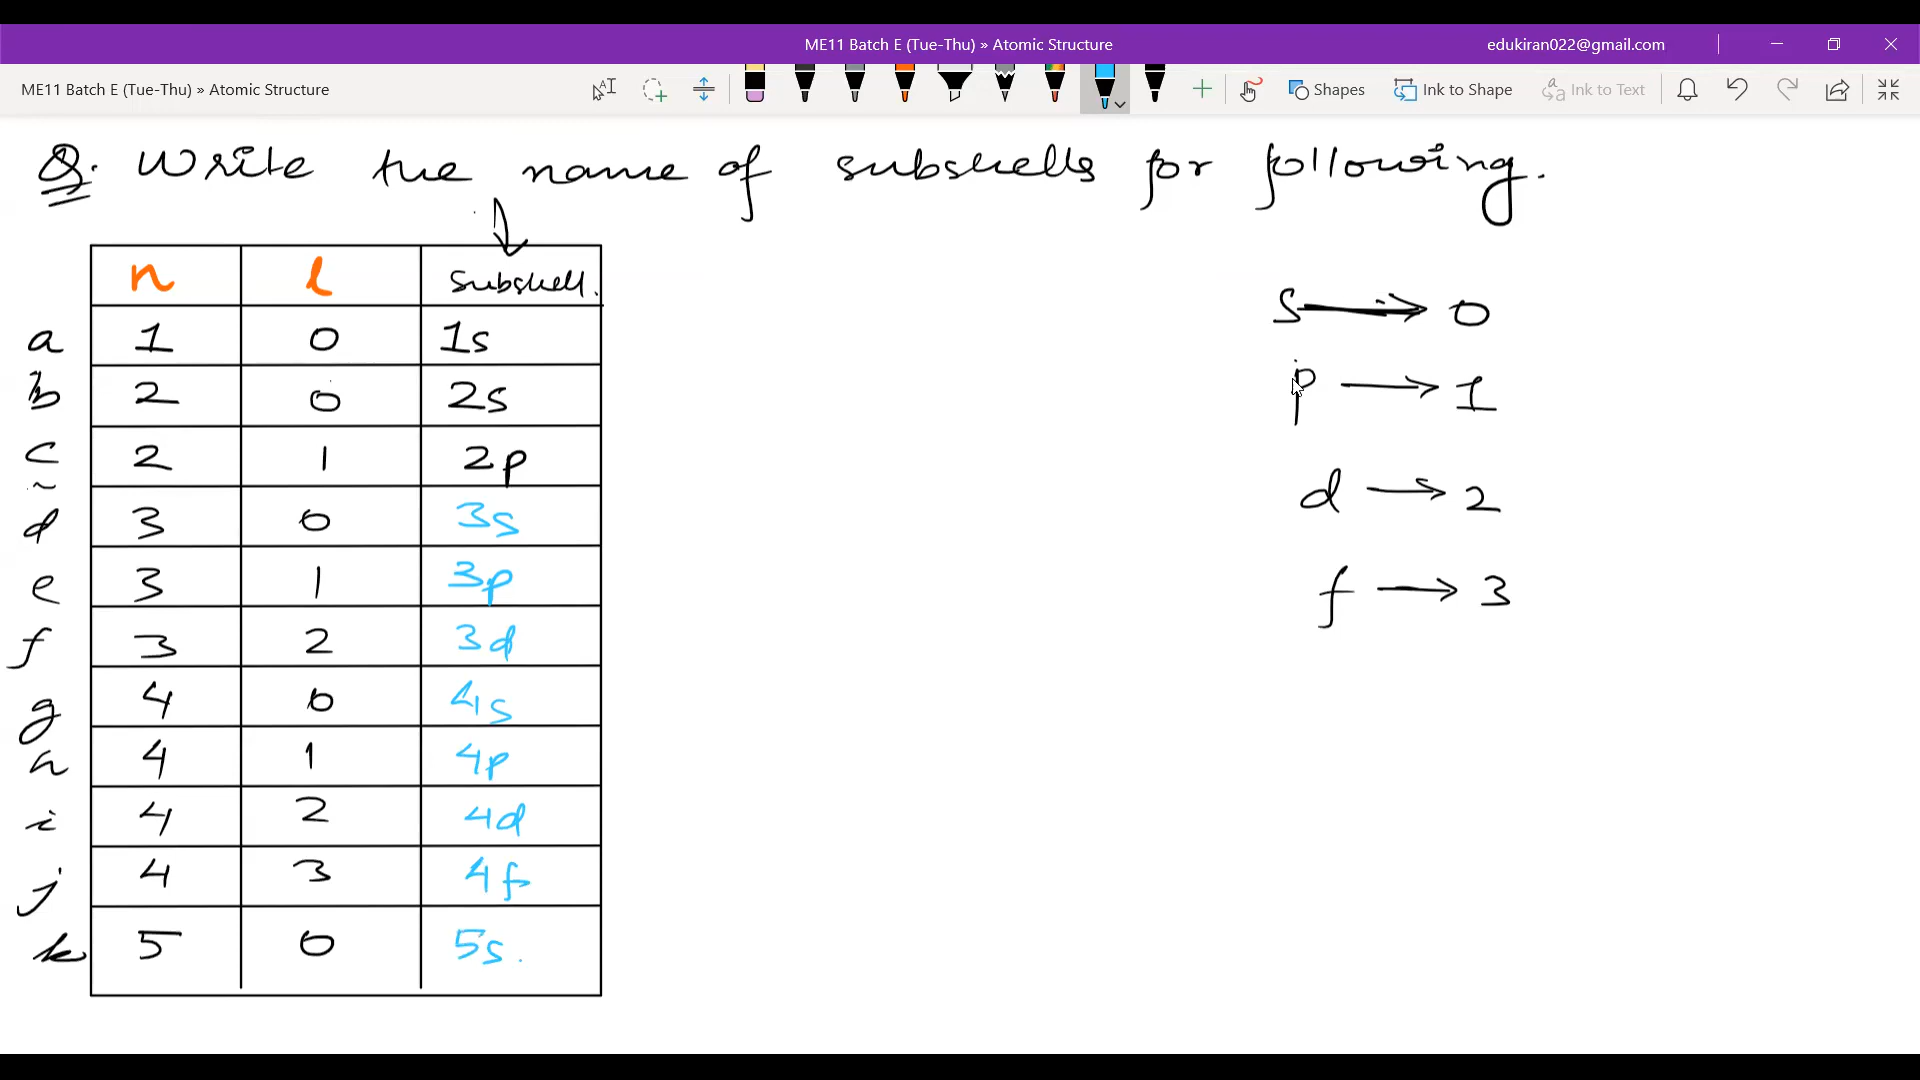 ME11 Batch E (Tue-Thu) » Atomic Structure
edukiran022@gmail.com
ME11 Batch E (Tue-Thu) » Atomic Structure
Shapes
Ink to Shape
Ink to Text
Q. Write the name of subshells for following.
n l Subshell.
a 1 0 1s
b 2 0 2s
c 2 1 2p
d 3 0 3s
e 3 1 3p
f 3 2 3d
g 4 0 4s
h 4 1 4p
i 4 2 4d
j 4 3 4f
k 5 0 5s.
S → 0
p → 1
d → 2
f → 3